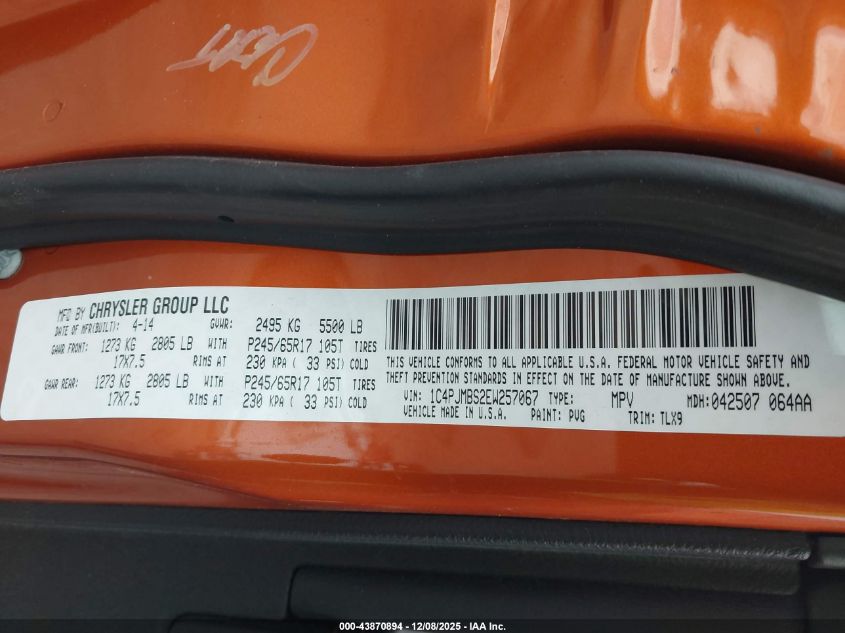 MFD BY CHRYSLER GROUP LLC
DATE OF MFR(BUILT): 4-14 GVWR: 2495 KG 5500 LB
GAWR FRONT: 1273 KG 2805 LB WITH P245/65R17 105T TIRES
17X7.5 RIMS AT 230 KPA ( 33 PSI) COLD
GAWR REAR: 1273 KG 2805 LB WITH P245/65R17 105T TIRES
17X7.5 RIMS AT 230 KPA ( 33 PSI) COLD
THIS VEHICLE CONFORMS TO ALL APPLICABLE U.S.A. FEDERAL MOTOR VEHICLE SAFETY AND
THEFT PREVENTION STANDARDS IN EFFECT ON THE DATE OF MANUFACTURE SHOWN ABOVE.
VIN: 1C4PJMBS2EW257067 TYPE: MPV MDH: 042507 064AA
VEHICLE MADE IN U.S.A. PAINT: PVG TRIM: TLX9
000-43870894 | 12/08/2025 - IAA Inc.